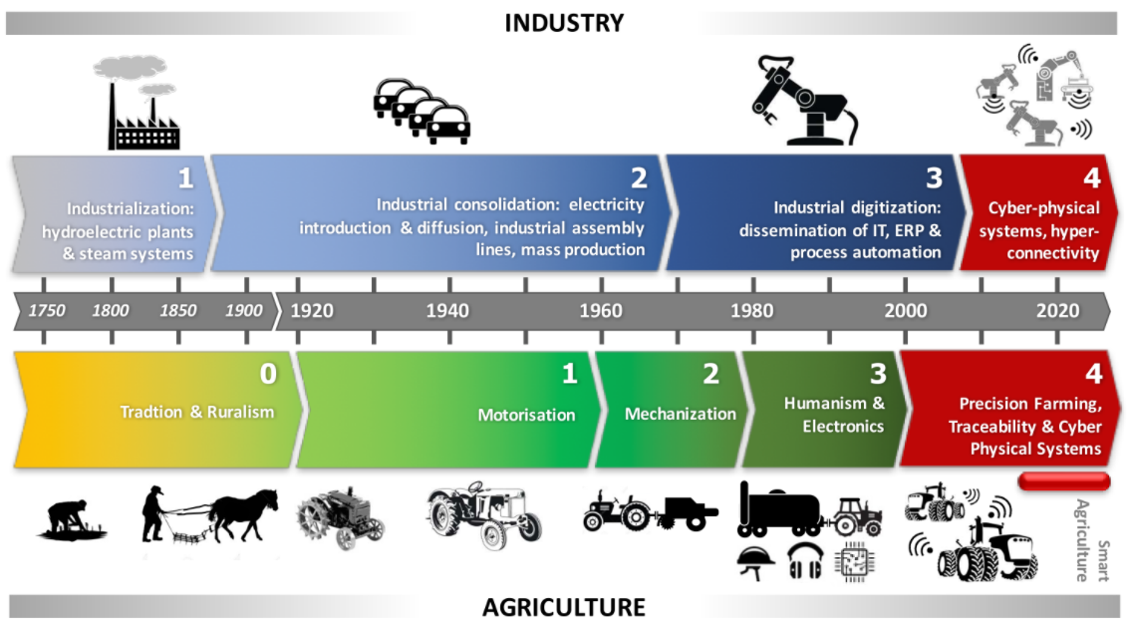 INDUSTRY
1
Industrialization:
hydroelectric plants
& steam systems
2
Industrial consolidation: electricity
introduction & diffusion, industrial assembly
lines, mass production
3
Industrial digitization:
dissemination of IT, ERP &
process automation
4
Cyber-physical
systems, hyper-
connectivity
1750 1800 1850 1900 1920 1940 1960 1980 2000 2020
0
Tradtion & Ruralism
1
Motorisation
2
Mechanization
3
Humanism &
Electronics
4
Precision Farming,
Traceability & Cyber
Physical Systems
Smart
Agriculture
AGRICULTURE